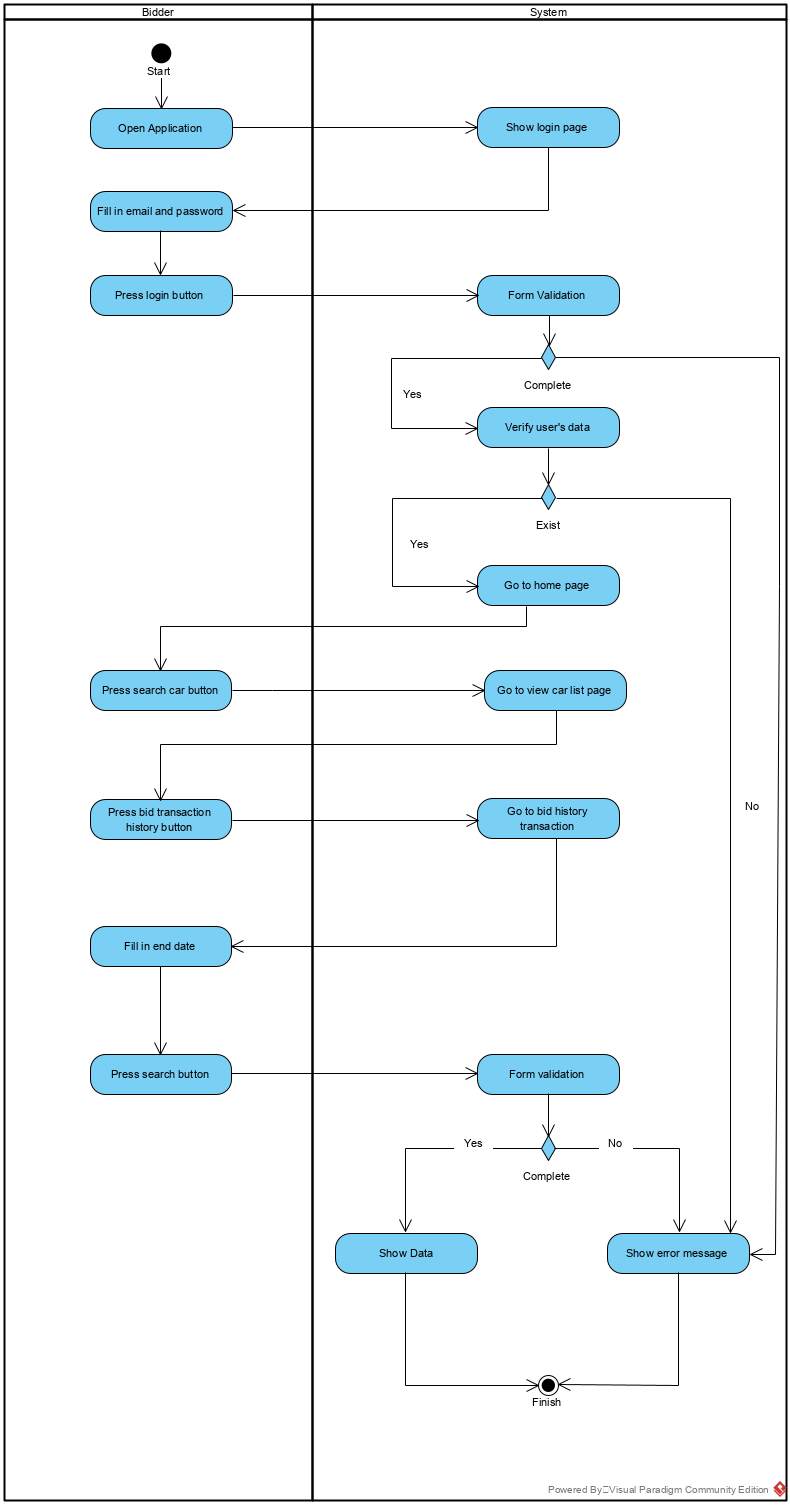 Bidder
System
Start
Open Application
Show login page
Fill in email and password
Press login button
Form Validation
Complete
Yes
Verify user's data
Exist
Yes
Go to home page
Press search car button
Go to view car list page
No
Press bid transaction
history button
Go to bid history
transaction
Fill in end date
Press search button
Form validation
Yes
No
Complete
Show Data
Show error message
Finish
Powered By□Visual Paradigm Community Edition